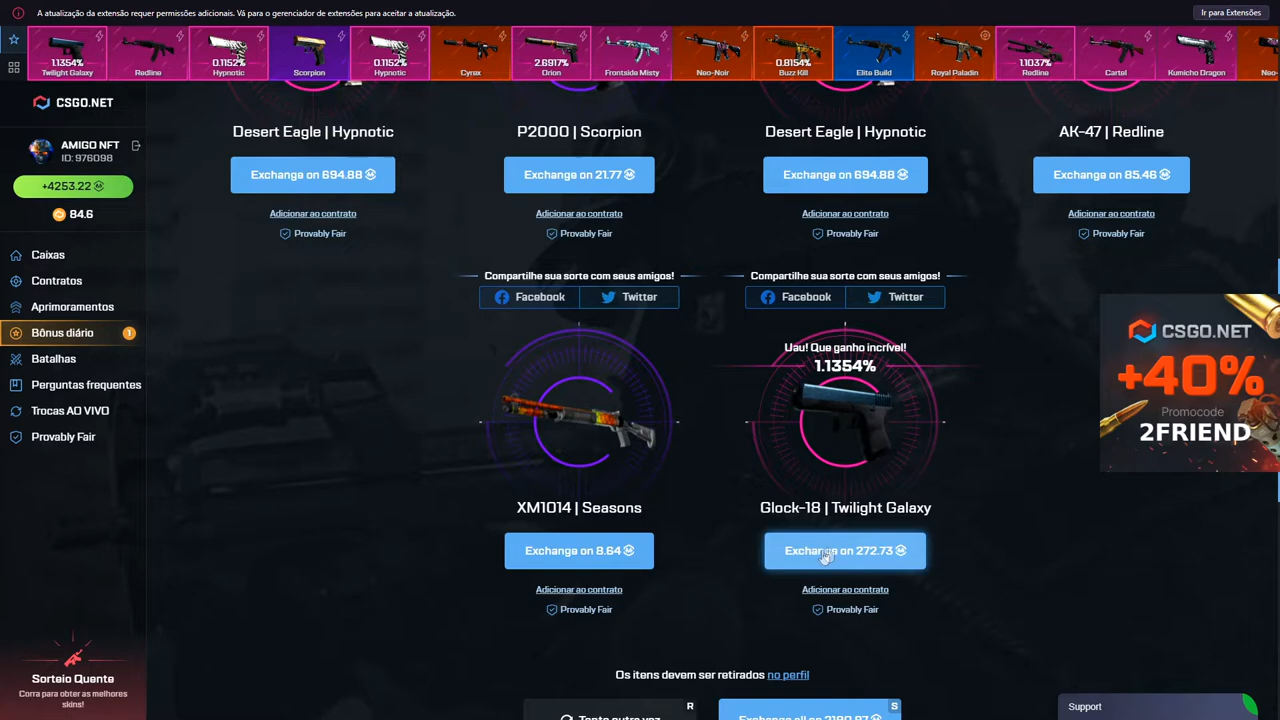 A atualização da extensão requer permissões adicionais. Vá para o gerenciador de extensões para aceitar a atualização.
Ir para Extensões
1.1354%
Twilight Galaxy
Redline
0.1152%
Hypnotic
Scorpion
0.1152%
Hypnotic
Cyrex
2.6917%
Orion
Frontside Misty
Neo-Noir
0.8154%
Buzz Kill
Elite Build
Royal Paladin
1.1037%
Redline
Cartel
Kumicho Dragon
Neo-
CSGO.NET
AMIGO NFT
ID: 976098
+4253.22
84.6
Caixas
Contratos
Aprimoramentos
Bônus diário
1
Batalhas
Perguntas frequentes
Trocas AO VIVO
Provably Fair
Sorteio Quente
Corra para obter as melhores
skins!
Desert Eagle | Hypnotic
P2000 | Scorpion
Desert Eagle | Hypnotic
AK-47 | Redline
Exchange on 694.88
Exchange on 21.77
Exchange on 694.88
Exchange on 85.46
Adicionar ao contrato
Adicionar ao contrato
Adicionar ao contrato
Adicionar ao contrato
Provably Fair
Provably Fair
Provably Fair
Provably Fair
Compartilhe sua sorte com seus amigos!
Compartilhe sua sorte com seus amigos!
Facebook
Twitter
Facebook
Twitter
Uau! Que ganho incrível!
1.1354%
XM1014 | Seasons
Glock-18 | Twilight Galaxy
Exchange on 8.64
Exchange on 272.73
Adicionar ao contrato
Adicionar ao contrato
Provably Fair
Provably Fair
Os itens devem ser retirados no perfil
R
Tente outra vez
S
Exchange all on 2180.97
CSGO.NET
+40%
Promocode
2FRIEND
Support